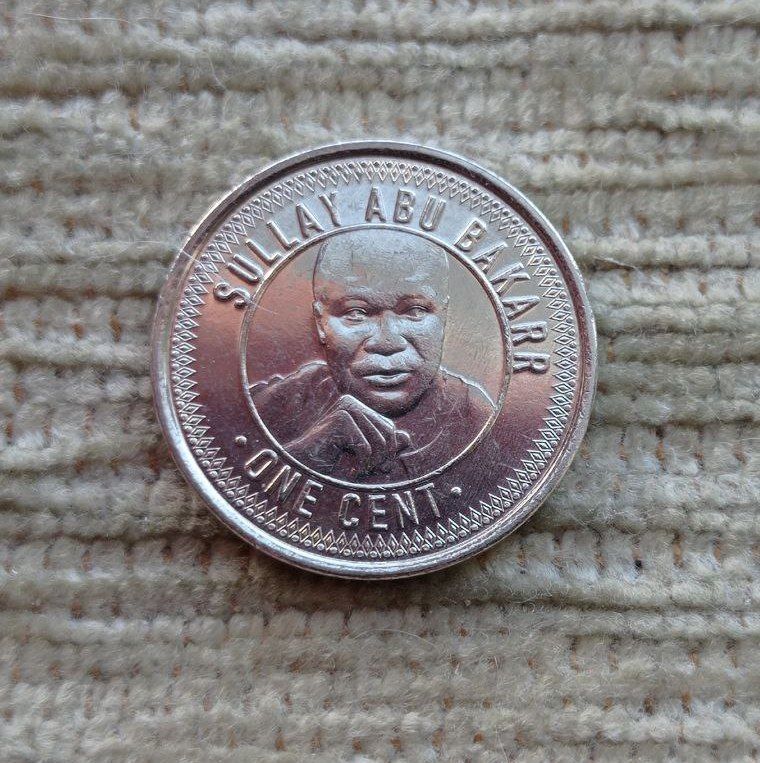 SULLAY ABU BAKARR
• ONE CENT •